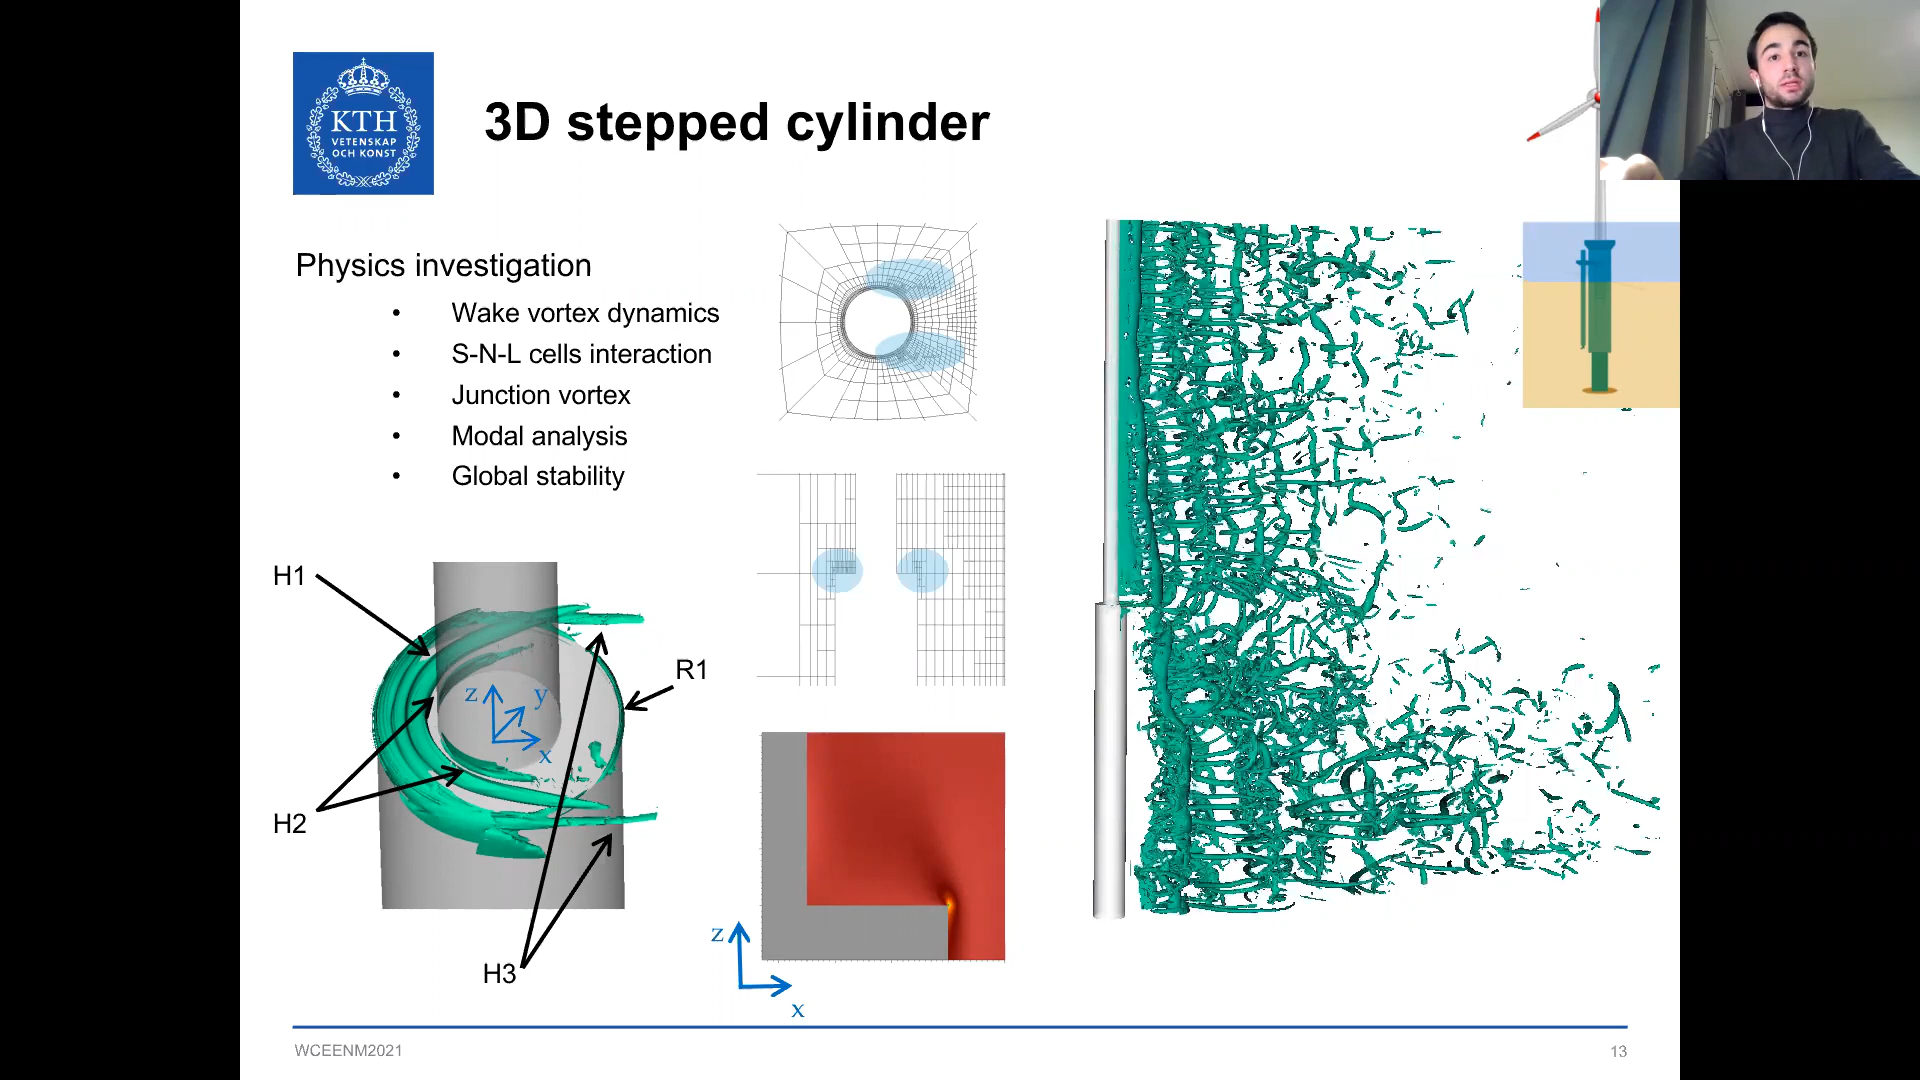 KTH
VETENSKAP
OCH KONST
3D stepped cylinder
Physics investigation
• Wake vortex dynamics
• S-N-L cells interaction
• Junction vortex
• Modal analysis
• Global stability
H1
R1
z
y
x
H2
H3
z
x
WCEENM2021
13